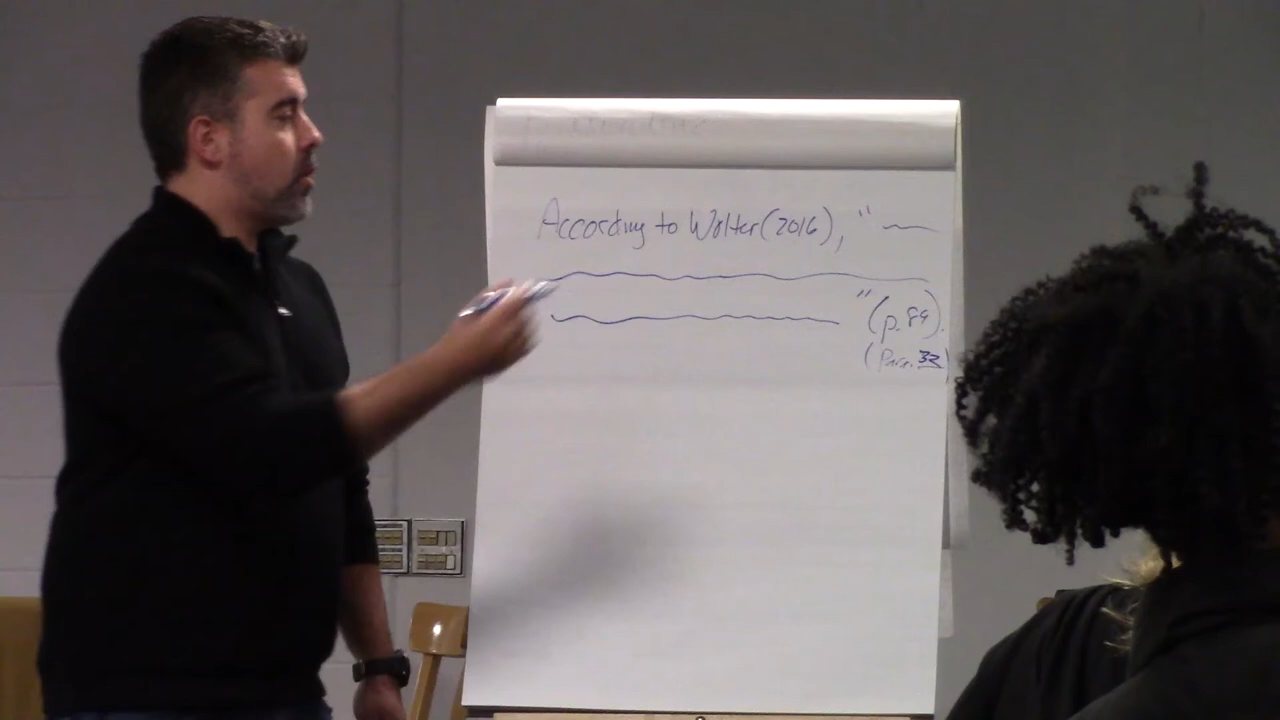 According to Wolter (2016), "
" (p. 89).
(Para. 32)